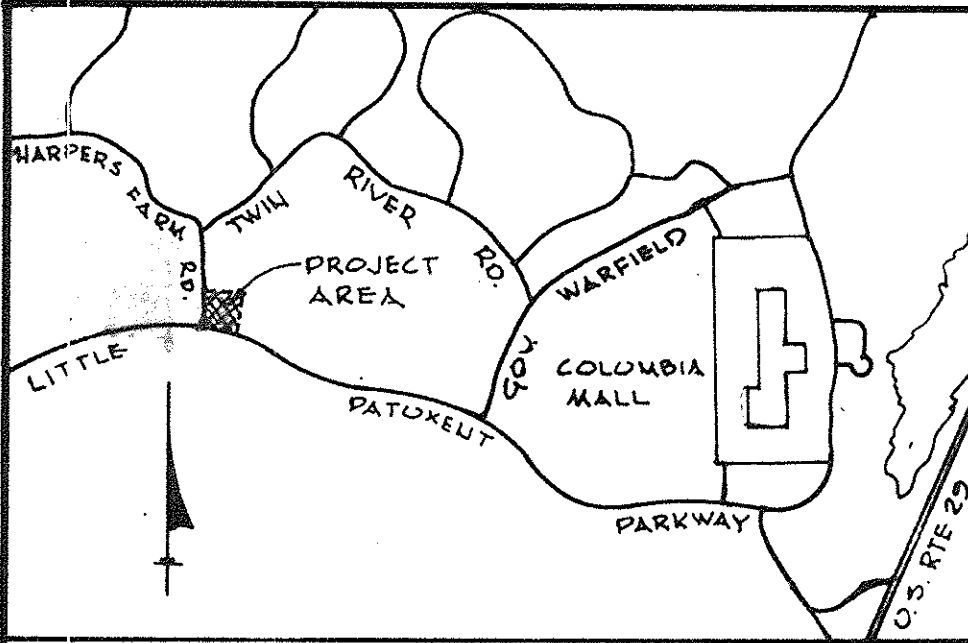 HARPERS FARM RD.
TWIN RIVER RD.
PROJECT
AREA
GOV. WARFIELD
COLUMBIA
MALL
LITTLE PATUXENT PARKWAY
U.S. RTE 29